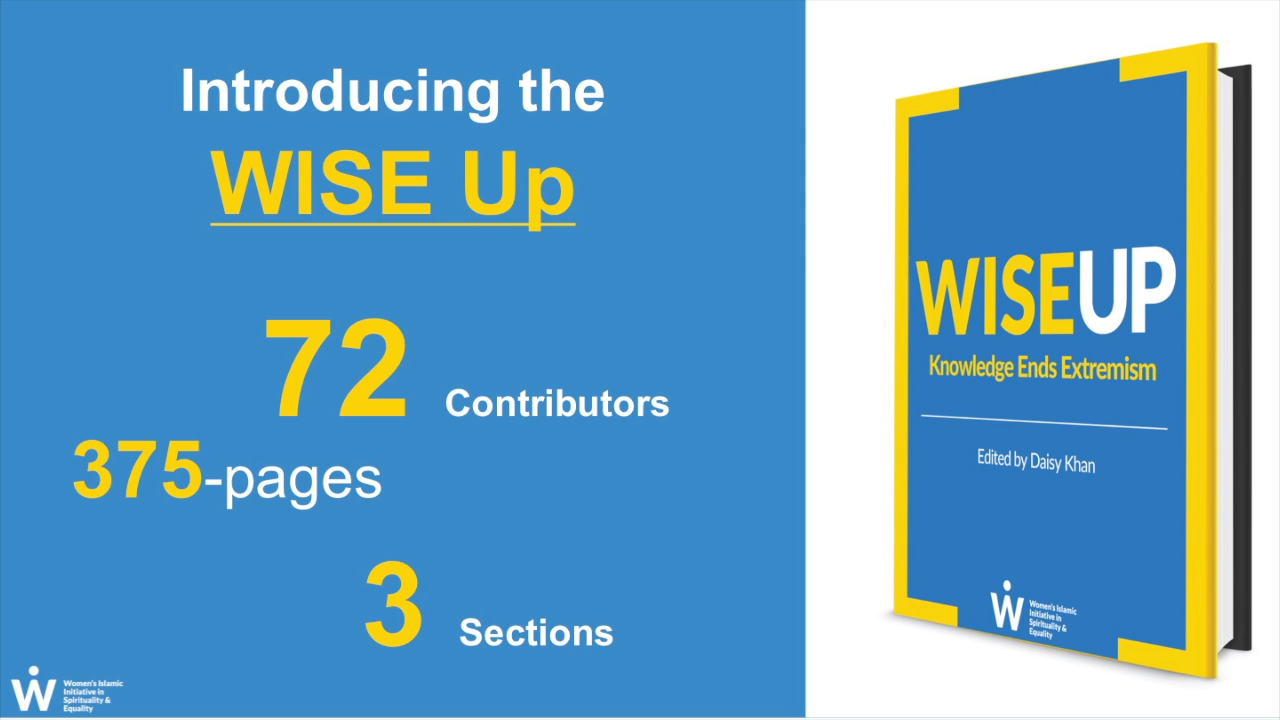 Introducing the
WISE Up
72 Contributors
375-pages
3 Sections
Women's Islamic
Initiative in
Spirituality &
Equality
WISEUP
Knowledge Ends Extremism
Edited by Daisy Khan
Women's Islamic
Initiative in
Spirituality &
Equality